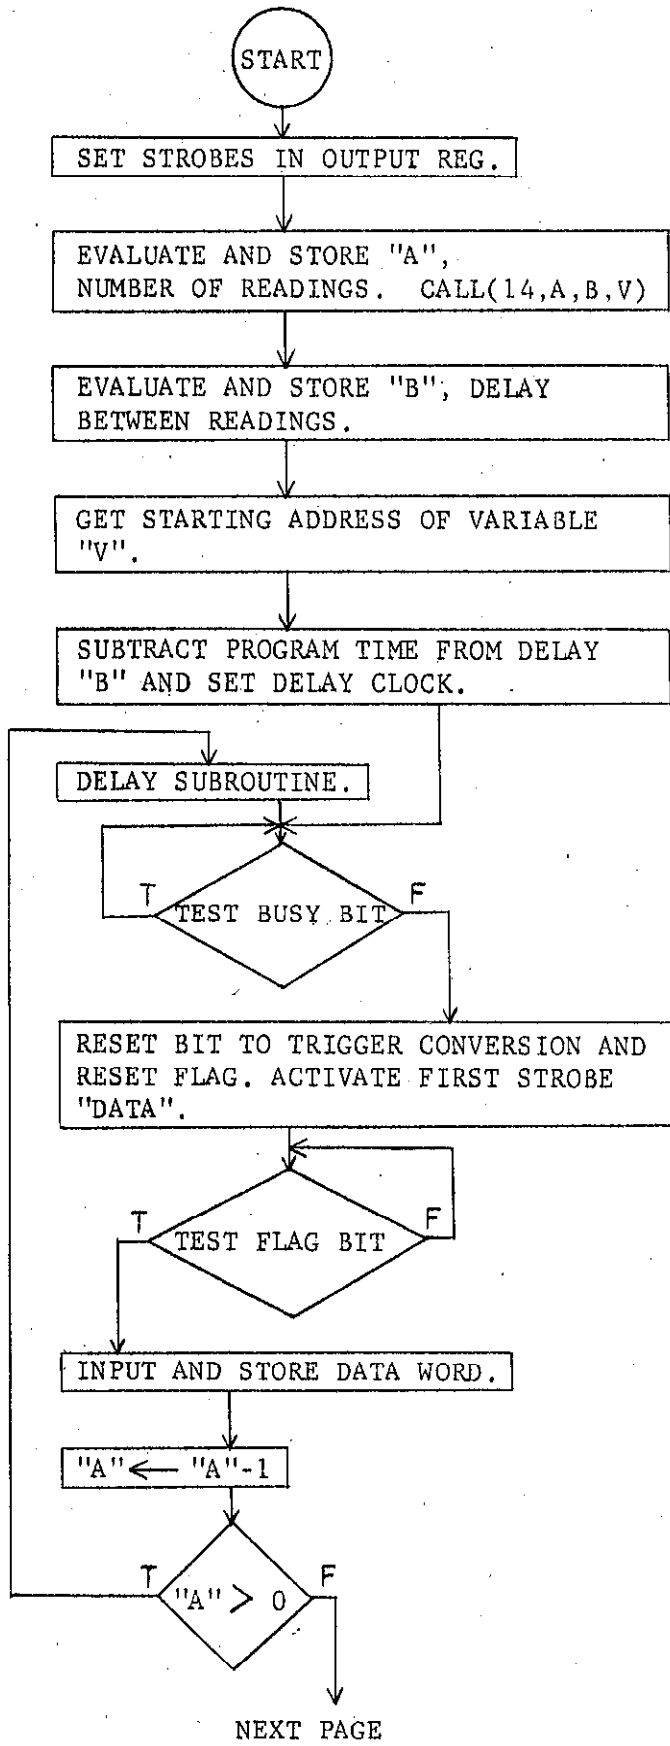 START
SET STROBES IN OUTPUT REG.
EVALUATE AND STORE "A",
NUMBER OF READINGS. CALL(14,A,B,V)
EVALUATE AND STORE "B", DELAY
BETWEEN READINGS.
GET STARTING ADDRESS OF VARIABLE
"V".
SUBTRACT PROGRAM TIME FROM DELAY
"B" AND SET DELAY CLOCK.
DELAY SUBROUTINE.
T TEST BUSY BIT F
RESET BIT TO TRIGGER CONVERSION AND
RESET FLAG. ACTIVATE FIRST STROBE
"DATA".
T TEST FLAG BIT F
INPUT AND STORE DATA WORD.
"A" ← "A"-1
T "A" > 0 F
NEXT PAGE